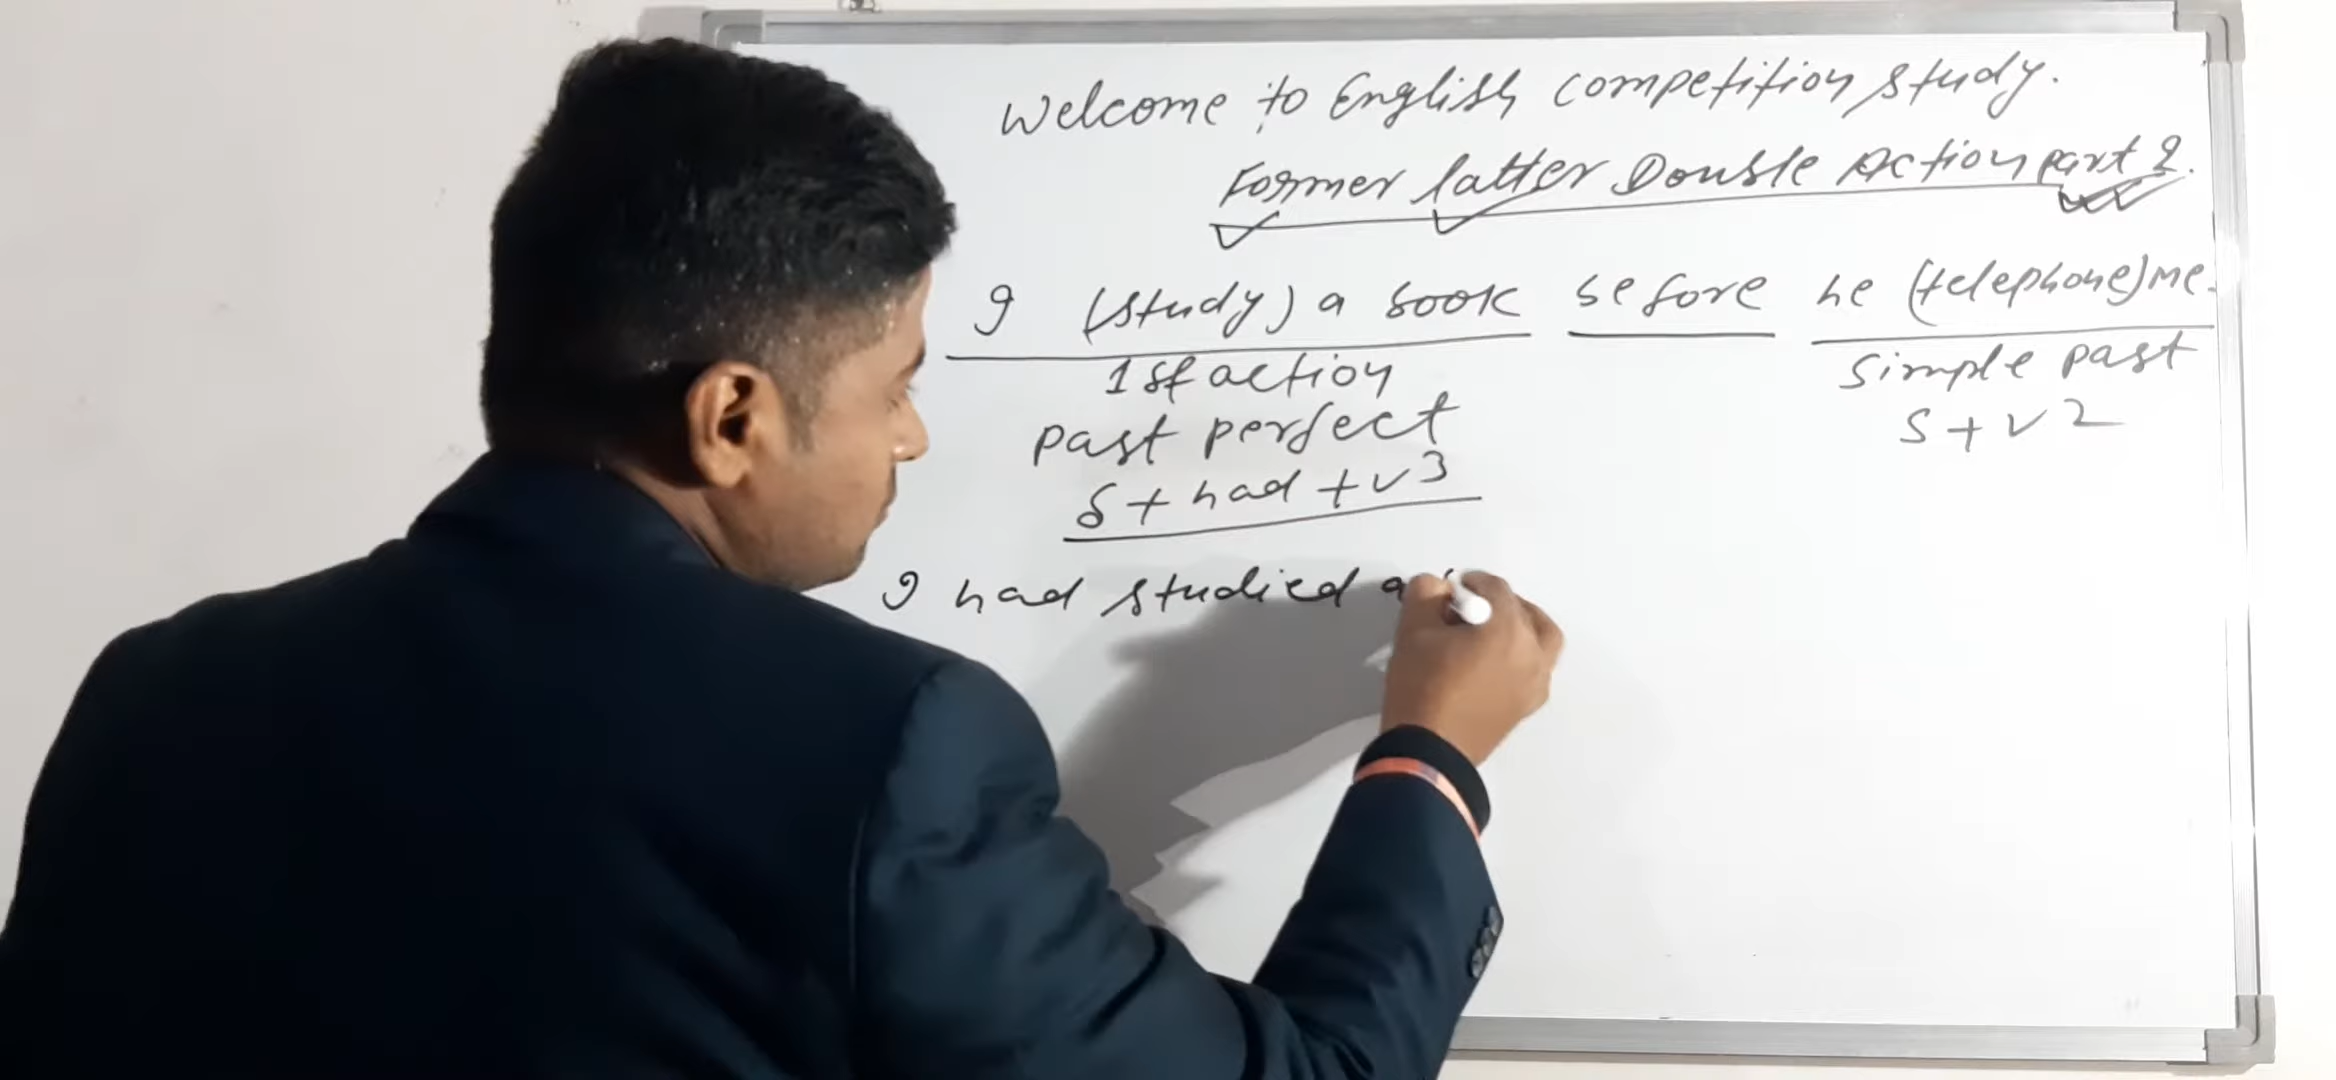 Welcome to English competition study.
Former latter Double Action part 2.
I (study) a book before he (telephone) me.
1st action
past perfect
S + had + v3
simple past
S + v2
I had studied a